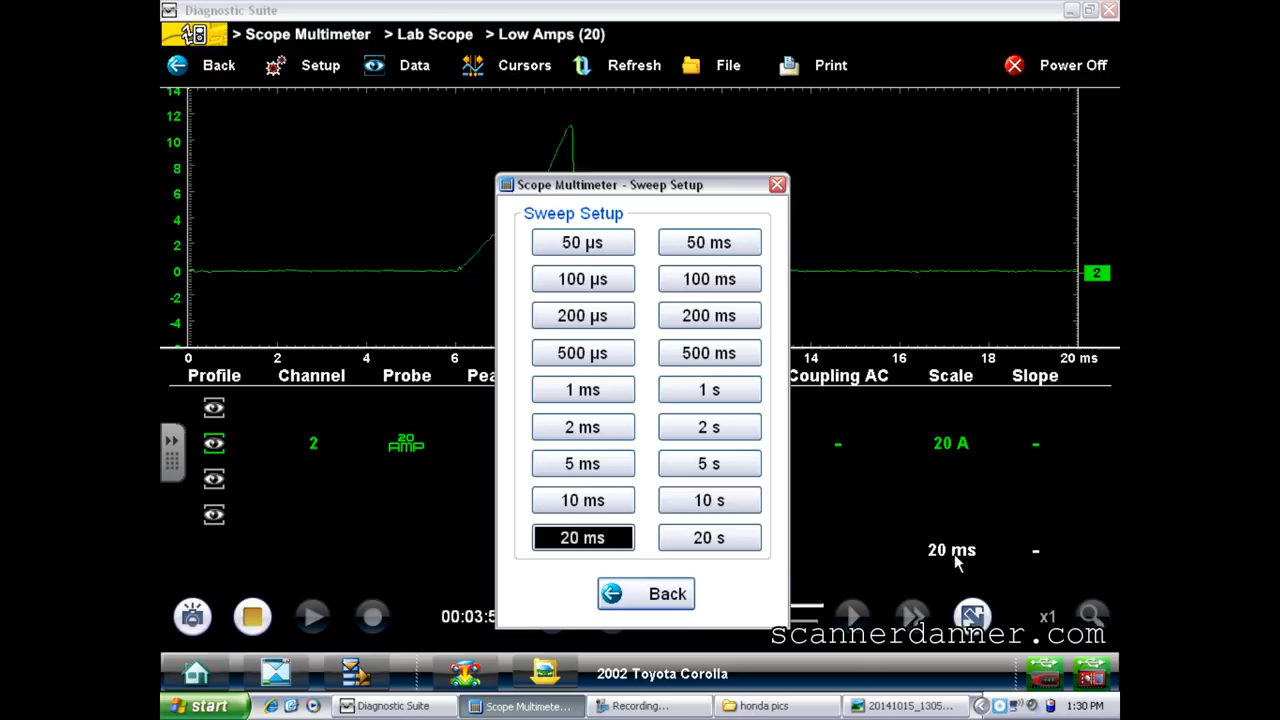 Diagnostic Suite
> Scope Multimeter > Lab Scope > Low Amps (20)
Back Setup Data Cursors Refresh File Print Power Off
14
12
10
8
6
4
2
0
-2
-4
2
0 2 4 6 14 16 18 20 ms
Profile Channel Probe Coupling AC Scale Slope
2 20 AMP - 20 A -
20 ms -
Scope Multimeter - Sweep Setup
Sweep Setup
50 µs 50 ms
100 µs 100 ms
200 µs 200 ms
500 µs 500 ms
1 ms 1 s
2 ms 2 s
5 ms 5 s
10 ms 10 s
20 ms 20 s
Back
00:03:5 x1
scannerdanner.com
2002 Toyota Corolla
start Diagnostic Suite Scope Multimete... Recording... honda pics 20141015_1305... 1:30 PM